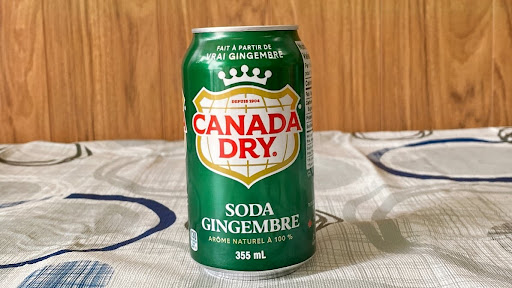 FAIT À PARTIR DE
VRAI GINGEMBRE
DEPUIS 1904
CANADA
DRY®
SODA
GINGEMBRE
ARÔME NATUREL À 100 %
355 mL